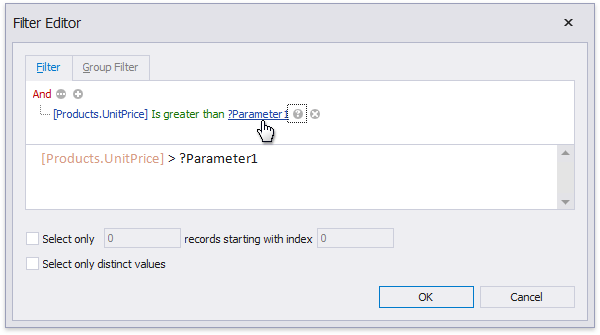 Filter Editor
Filter Group Filter
And
[Products.UnitPrice] Is greater than ?Parameter1
[Products.UnitPrice] > ?Parameter1
Select only 0 records starting with index 0
Select only distinct values
OK Cancel